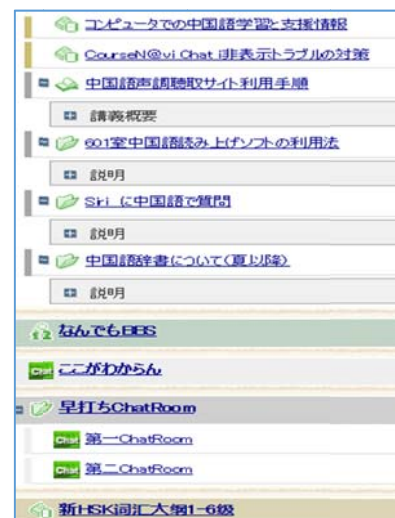 コンピュータでの中国語学習と支援情報
CourseN@vi Chat 非表示トラブルの対策
中国語声調聴取サイト利用手順
講義概要
601室中国語読み上げソフトの利用法
説明
Siri に中国語で質問
説明
中国語辞書について(夏以降)
説明
なんでもBBS
Chat ここがわからん
早打ちChatRoom
Chat 第一ChatRoom
Chat 第二ChatRoom
新HSK词汇大纲1-6级